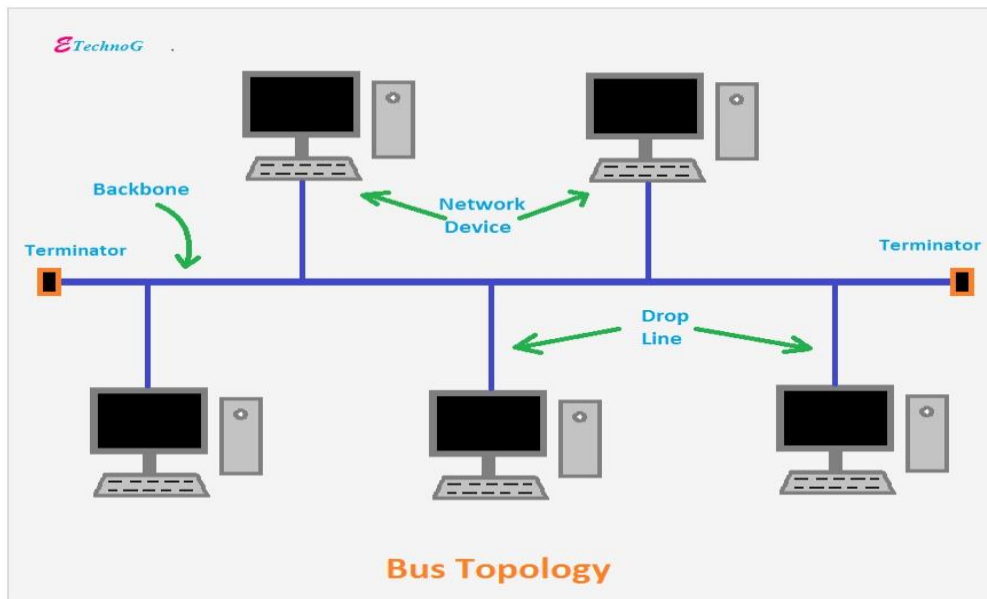 ETechnoG .
Backbone
Network
Device
Terminator
Terminator
Drop
Line
Bus Topology